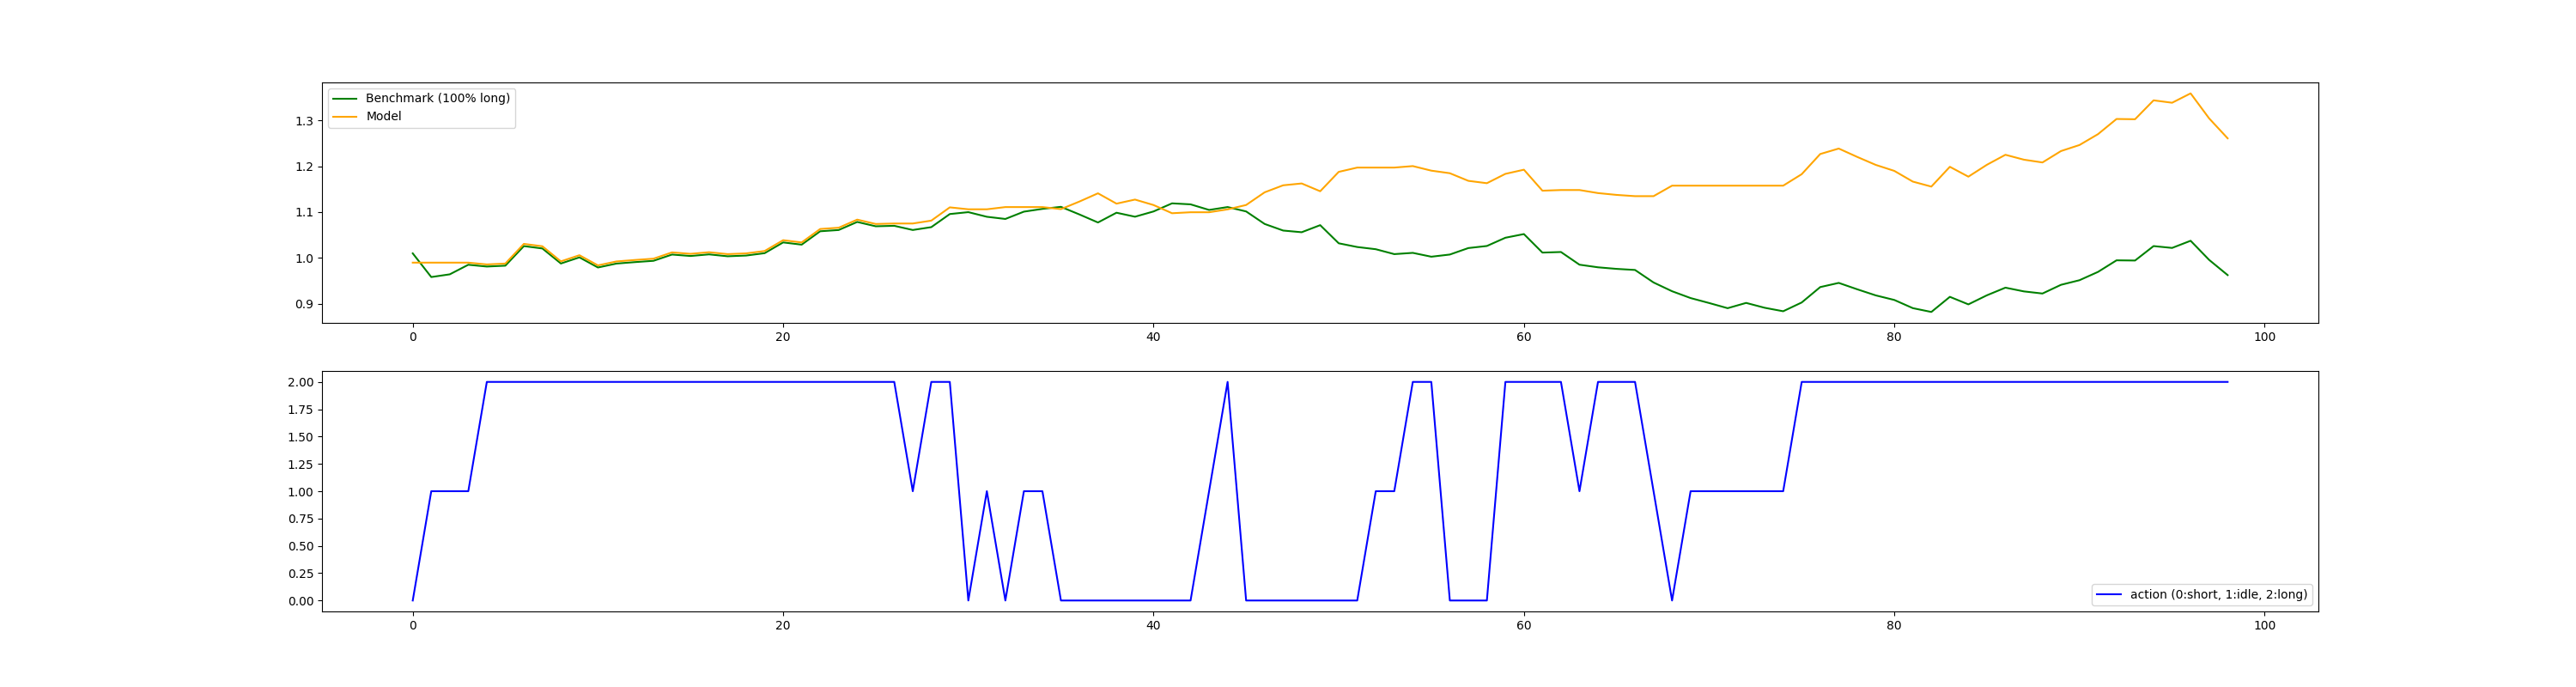 Benchmark (100% long)
Model
1.3
1.2
1.1
1.0
0.9
0 20 40 60 80 100
2.00
1.75
1.50
1.25
1.00
0.75
0.50
0.25
0.00
action (0:short, 1:idle, 2:long)
0 20 40 60 80 100